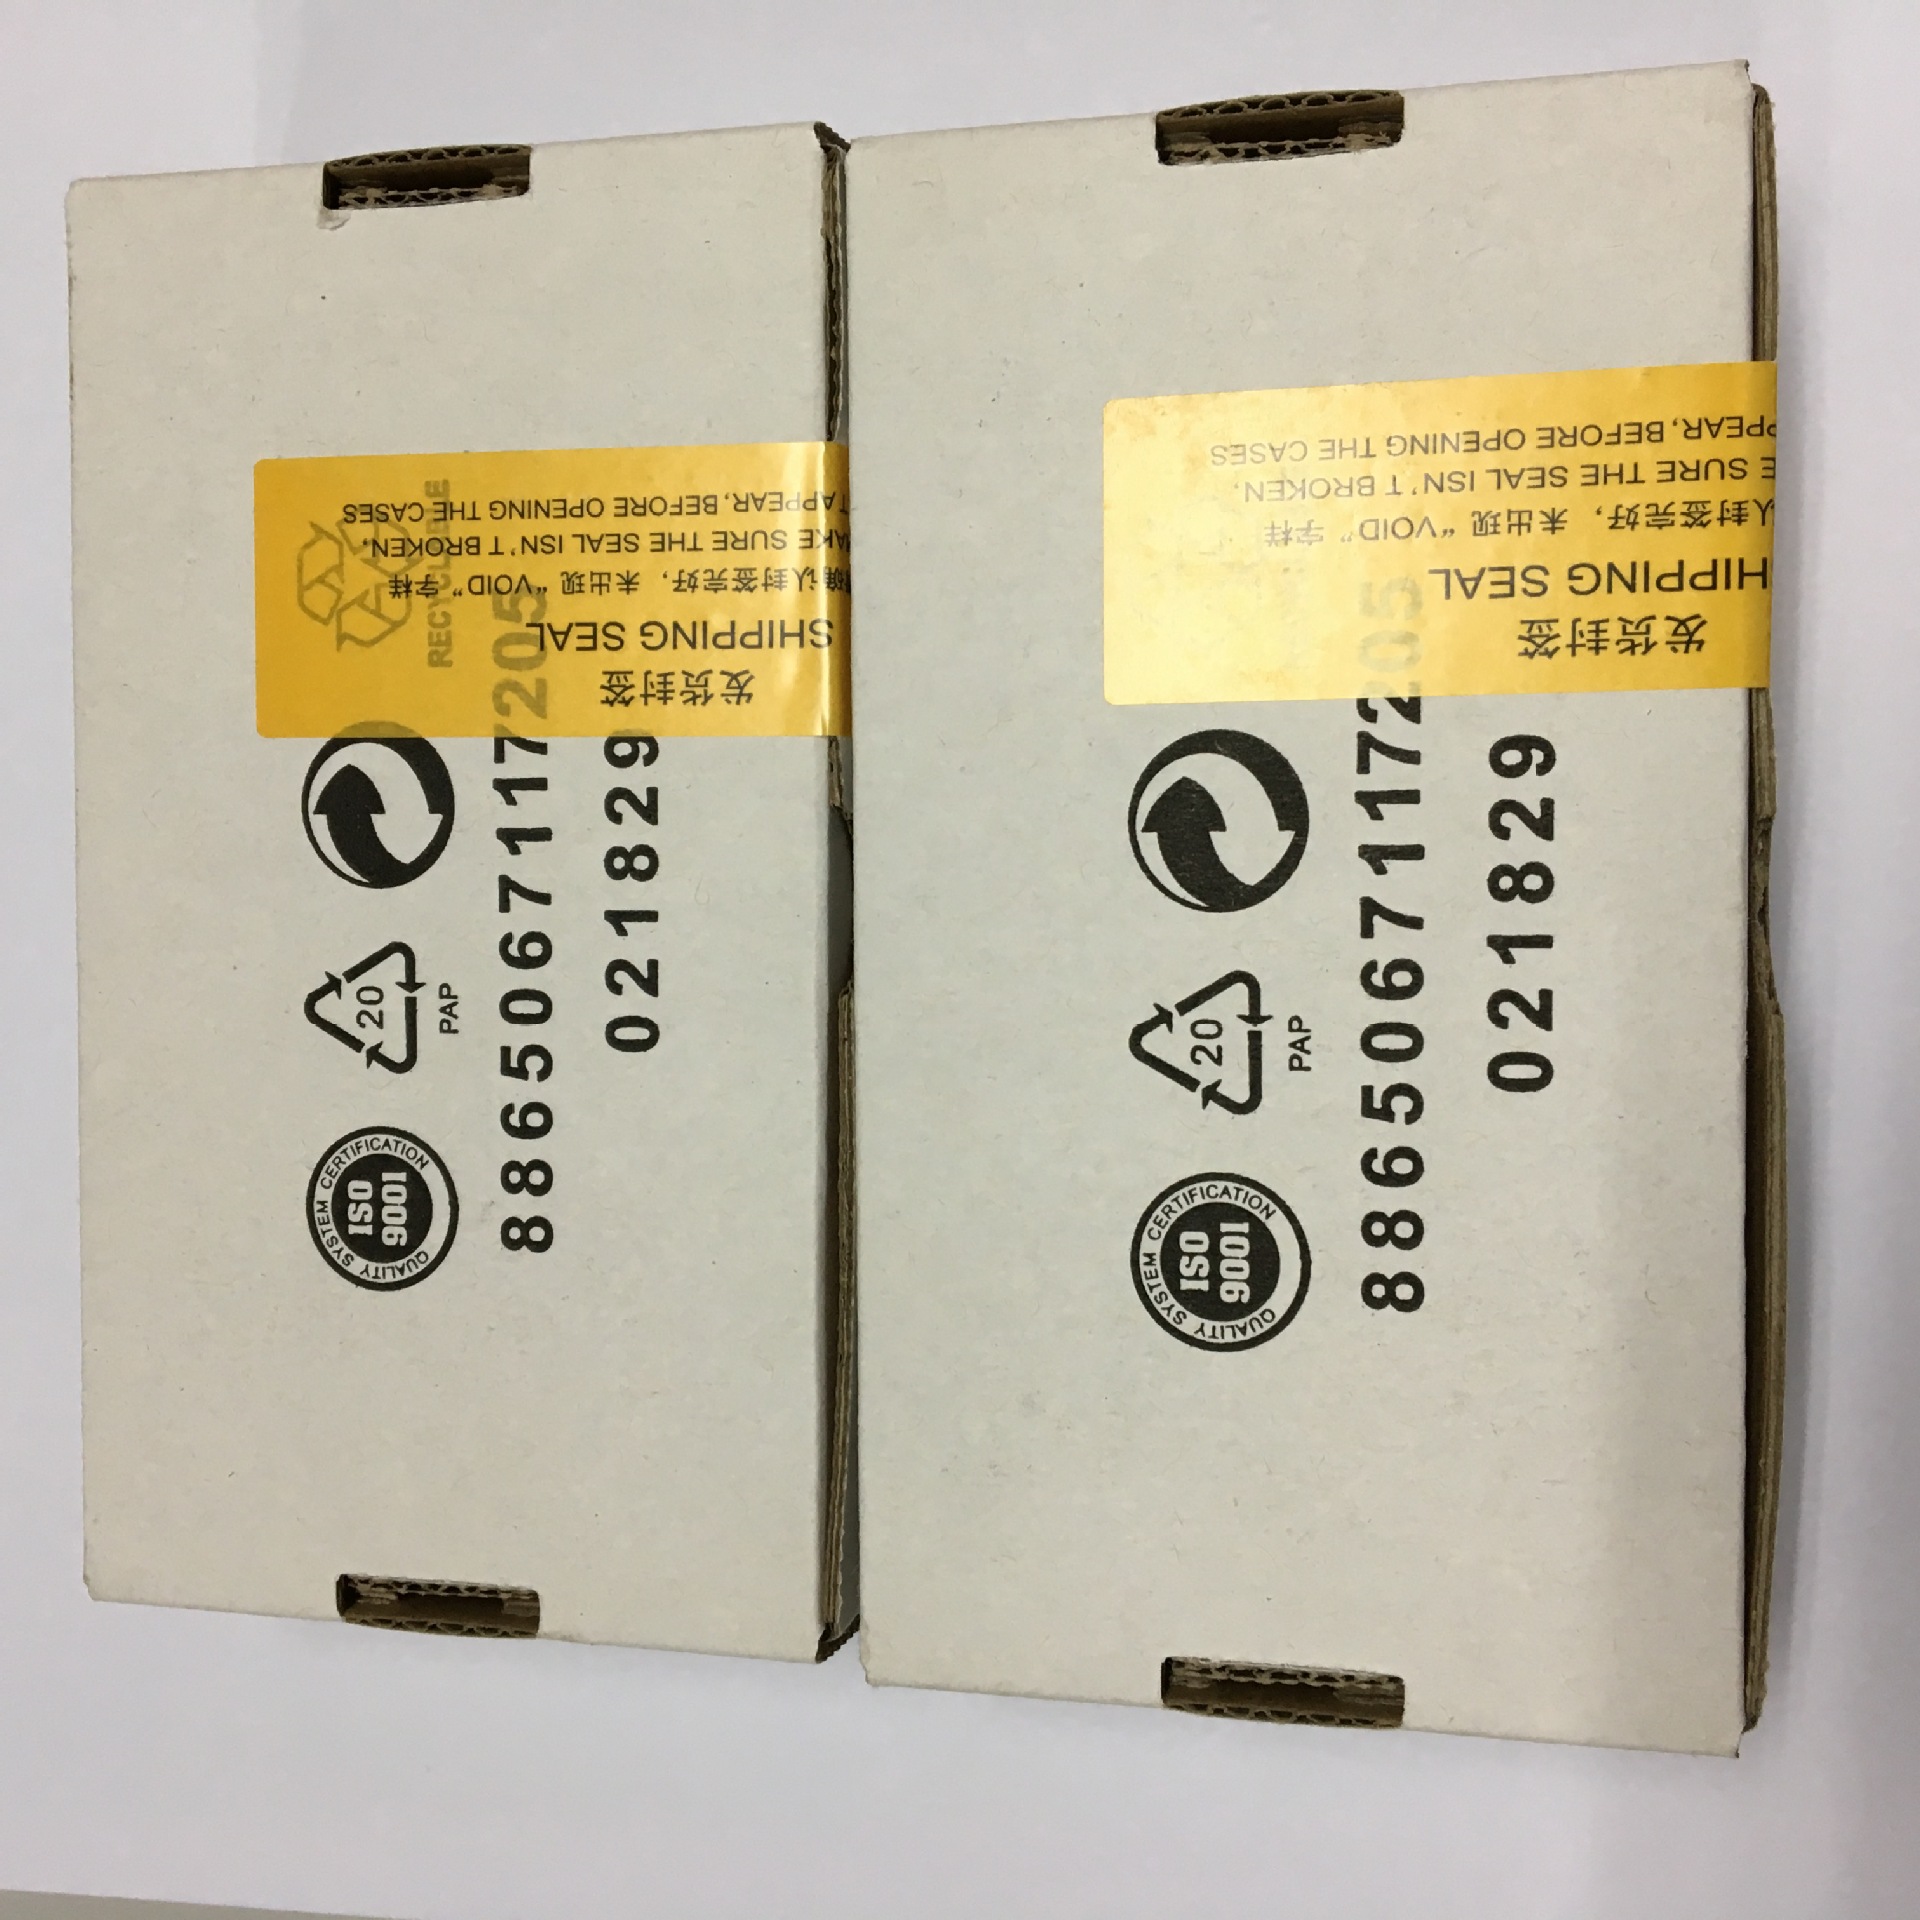 发货封签
SHIPPING SEAL
确认封签完好，未出现“VOID”字样
MAKE SURE THE SEAL ISN'T BROKEN,
T APPEAR, BEFORE OPENING THE CASES
RECYCLABLE
QUALITY SYSTEM CERTIFICATION
ISO
9001
20
PAP
8865067117205
021829
发货封签
HIPPING SEAL
认封签完好，未出现“VOID”字样
E SURE THE SEAL ISN'T BROKEN,
PPEAR, BEFORE OPENING THE CASES
QUALITY SYSTEM CERTIFICATION
ISO
9001
20
PAP
8865067117205
021829